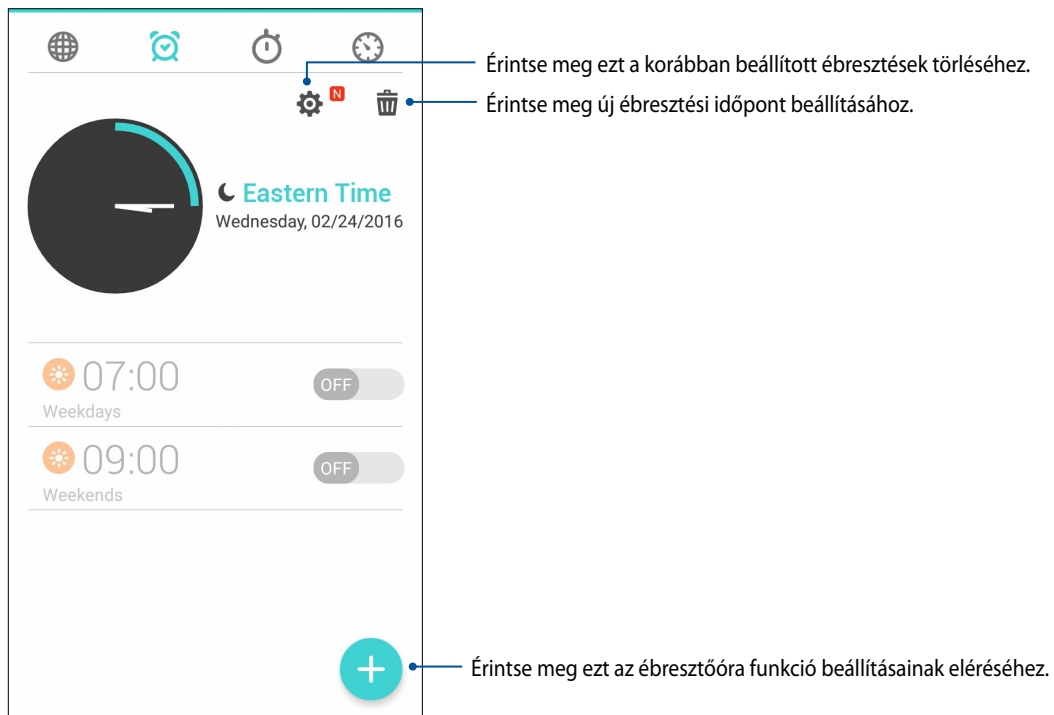 Érintse meg ezt a korábban beállított ébresztések törléséhez.
N
Érintse meg új ébresztési időpont beállításához.
Eastern Time
Wednesday, 02/24/2016
07:00
OFF
Weekdays
09:00
OFF
Weekends
Érintse meg ezt az ébresztőóra funkció beállításainak eléréséhez.